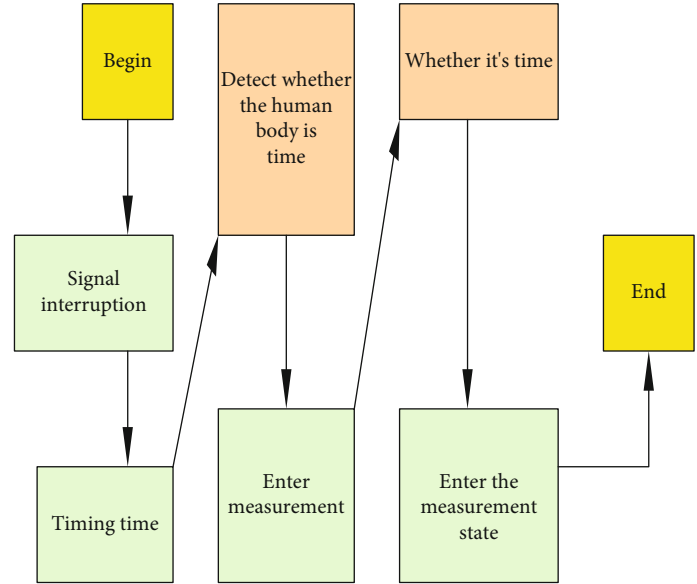 Begin
Signal
interruption
Timing time
Detect whether
the human
body is
time
Enter
measurement
Whether it's time
Enter the
measurement
state
End